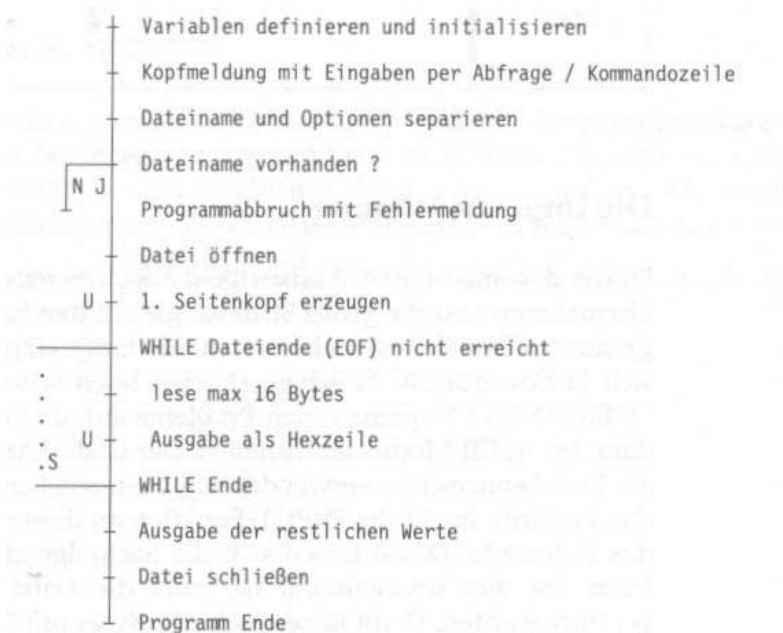 Variablen definieren und initialisieren
Kopfmeldung mit Eingaben per Abfrage / Kommandozeile
Dateiname und Optionen separieren
Dateiname vorhanden ?
N J
Programmabbruch mit Fehlermeldung
Datei öffnen
U 1. Seitenkopf erzeugen
WHILE Dateiende (EOF) nicht erreicht
lese max 16 Bytes
U Ausgabe als Hexzeile
.S
WHILE Ende
Ausgabe der restlichen Werte
Datei schließen
Programm Ende